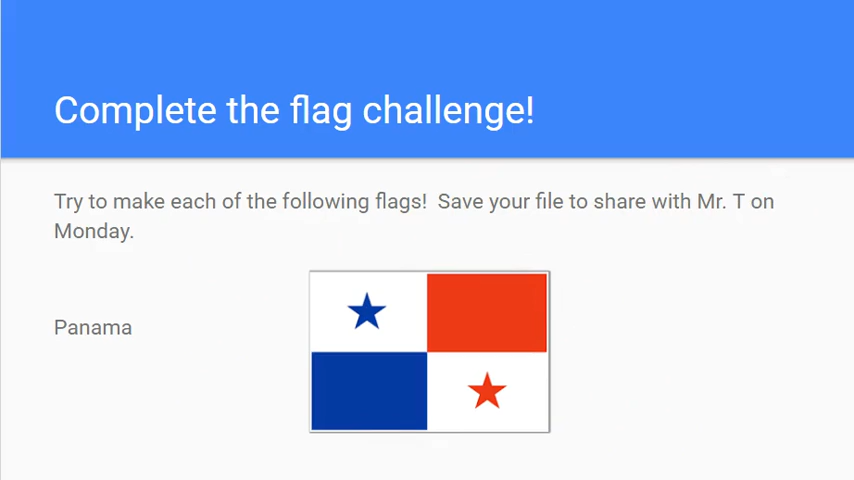 Complete the flag challenge!
Try to make each of the following flags!  Save your file to share with Mr. T on
Monday.
Panama